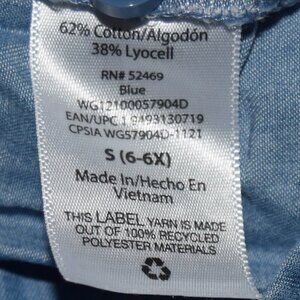 62% Cotton/Algodón
38% Lyocell
RN# 52469
Blue
WG12100057904D
EAN/UPC
CPSIA WG57904D-1121
S (6-6X)
Made In/Hecho En
Vietnam
THIS LABEL YARN IS MADE
OUT OF 100% RECYCLED
POLYESTER MATERIALS